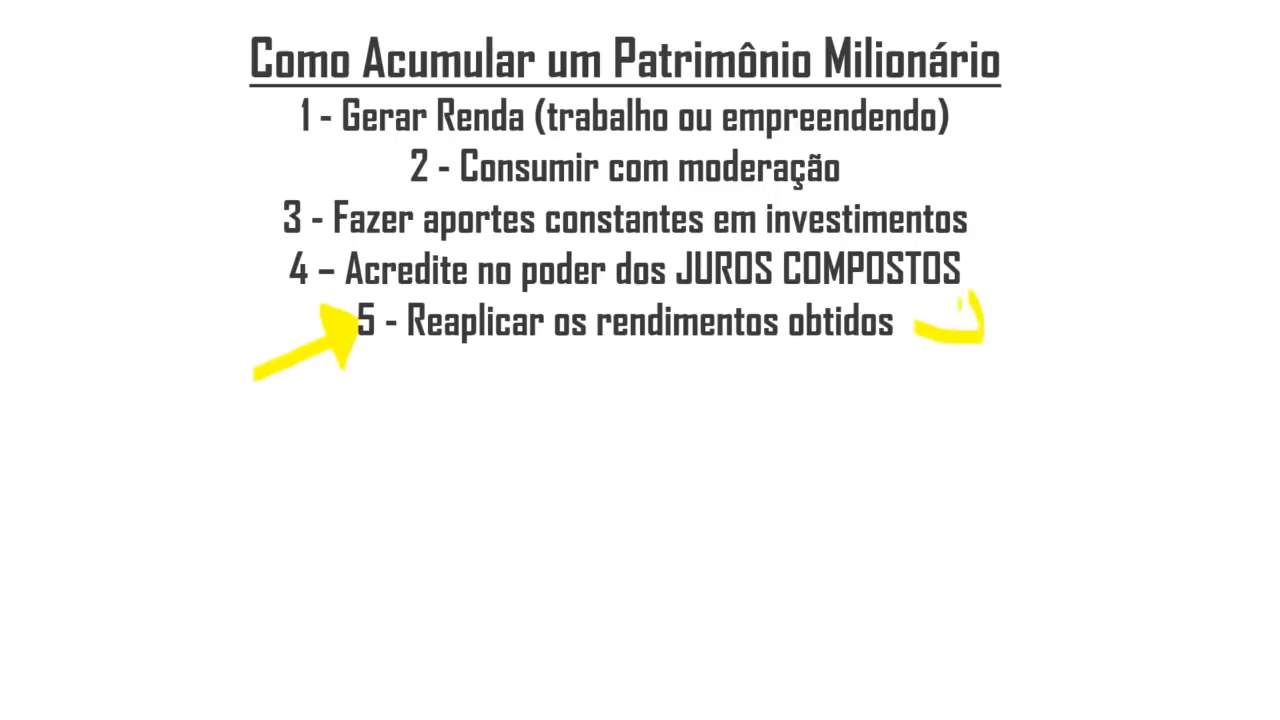 Como Acumular um Patrimônio Milionário
1 - Gerar Renda (trabalho ou empreendendo)
2 - Consumir com moderação
3 - Fazer aportes constantes em investimentos
4 – Acredite no poder dos JUROS COMPOSTOS
5 - Reaplicar os rendimentos obtidos